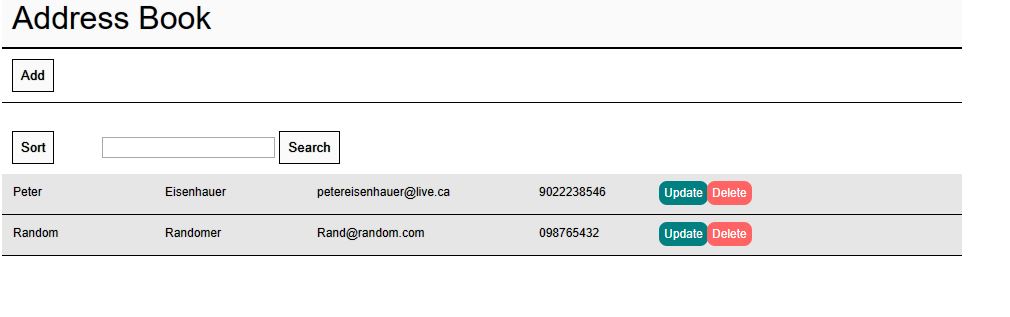 Address Book
Add
Sort Search
Peter Eisenhauer petereisenhauer@live.ca 9022238546 Update Delete
Random Randomer Rand@random.com 098765432 Update Delete